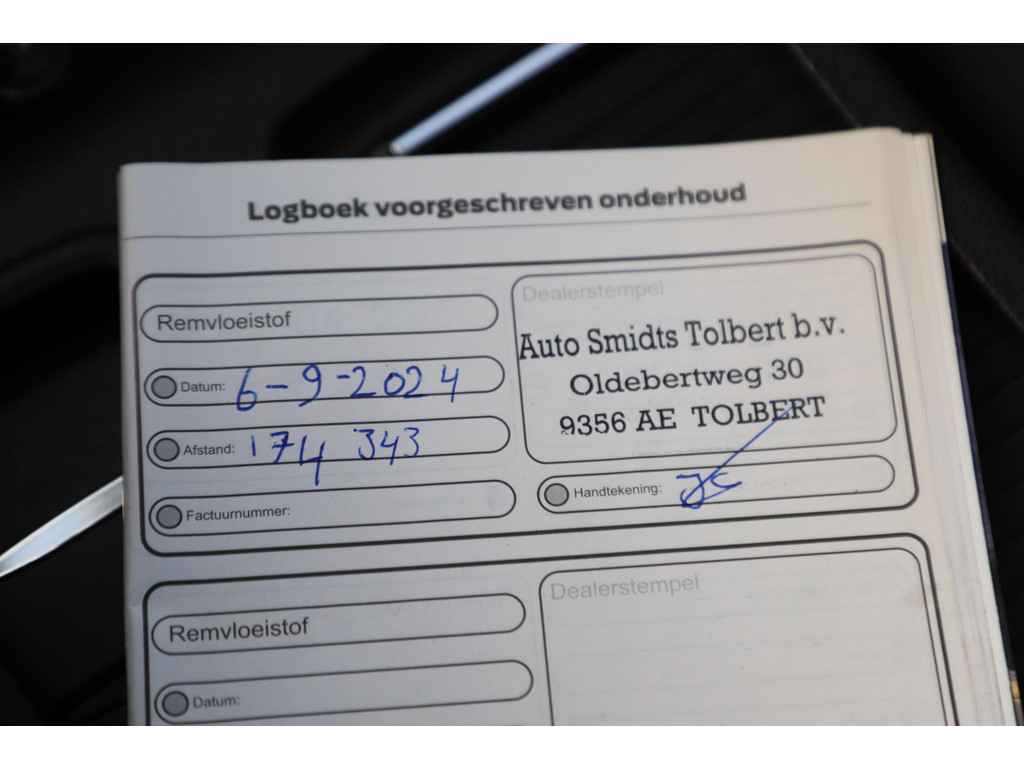 Logboek voorgeschreven onderhoud
Remvloeistof
Datum: 6-9-2024
Afstand: 174 343
Factuurnummer:
Dealerstempel
Auto Smidts Tolbert b.v.
Oldebertweg 30
9356 AE TOLBERT
Handtekening:
Remvloeistof
Datum:
Dealerstempel